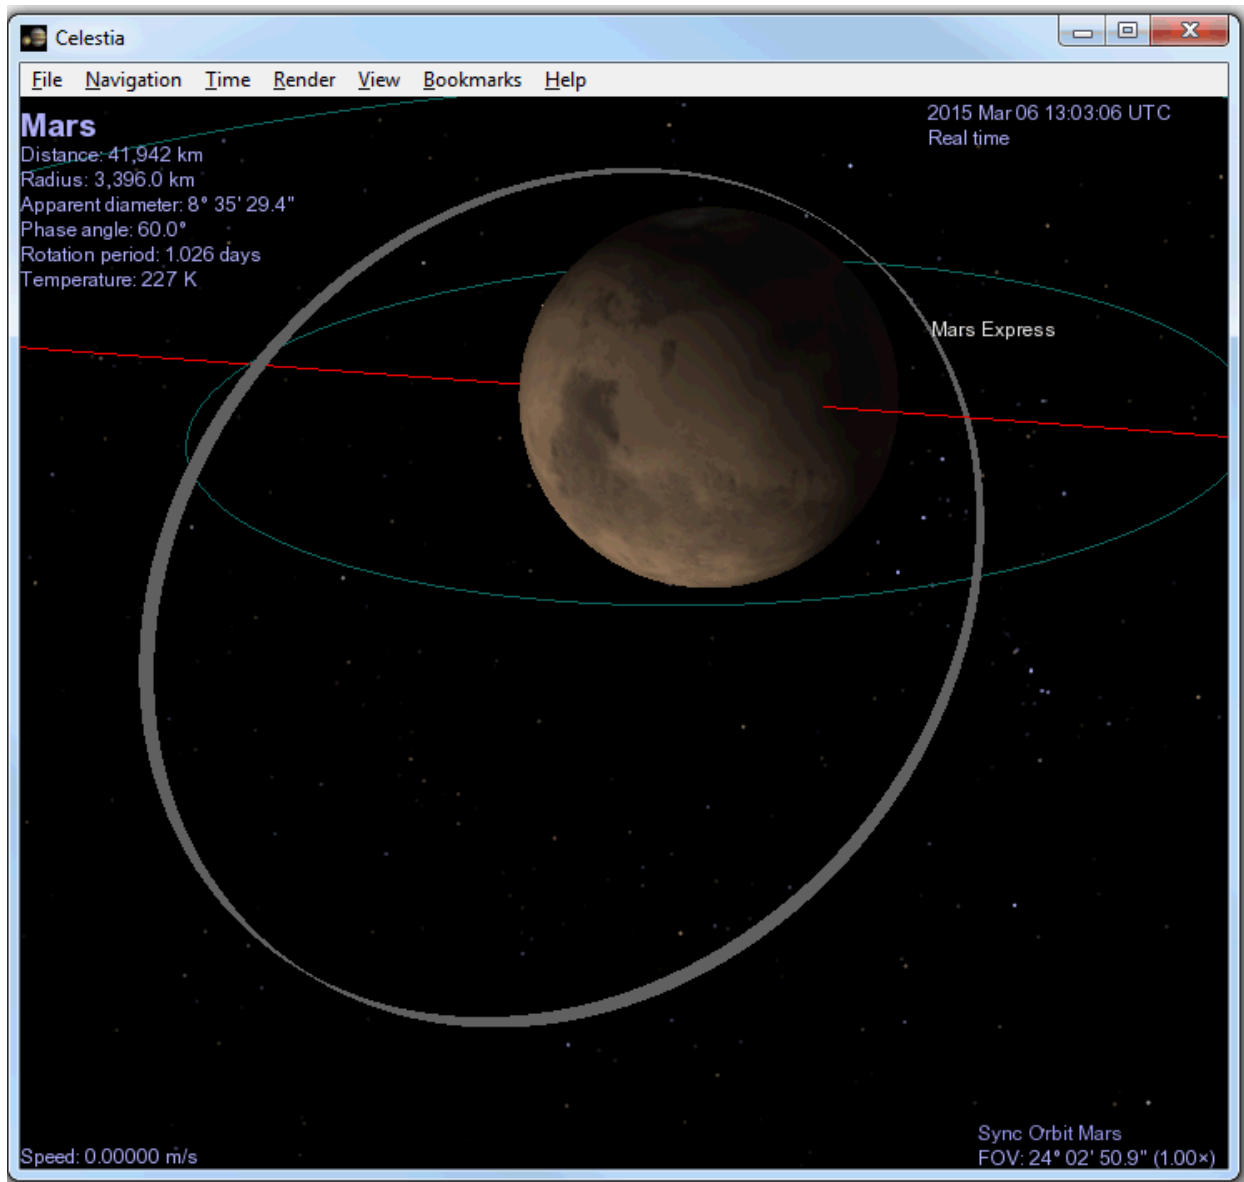 Celestia
File Navigation Time Render View Bookmarks Help
Mars
Distance: 41,942 km
Radius: 3,396.0 km
Apparent diameter: 8° 35' 29.4"
Phase angle: 60.0°
Rotation period: 1.026 days
Temperature: 227 K
2015 Mar 06 13:03:06 UTC
Real time
Mars Express
Speed: 0.00000 m/s
Sync Orbit Mars
FOV: 24° 02' 50.9" (1.00×)